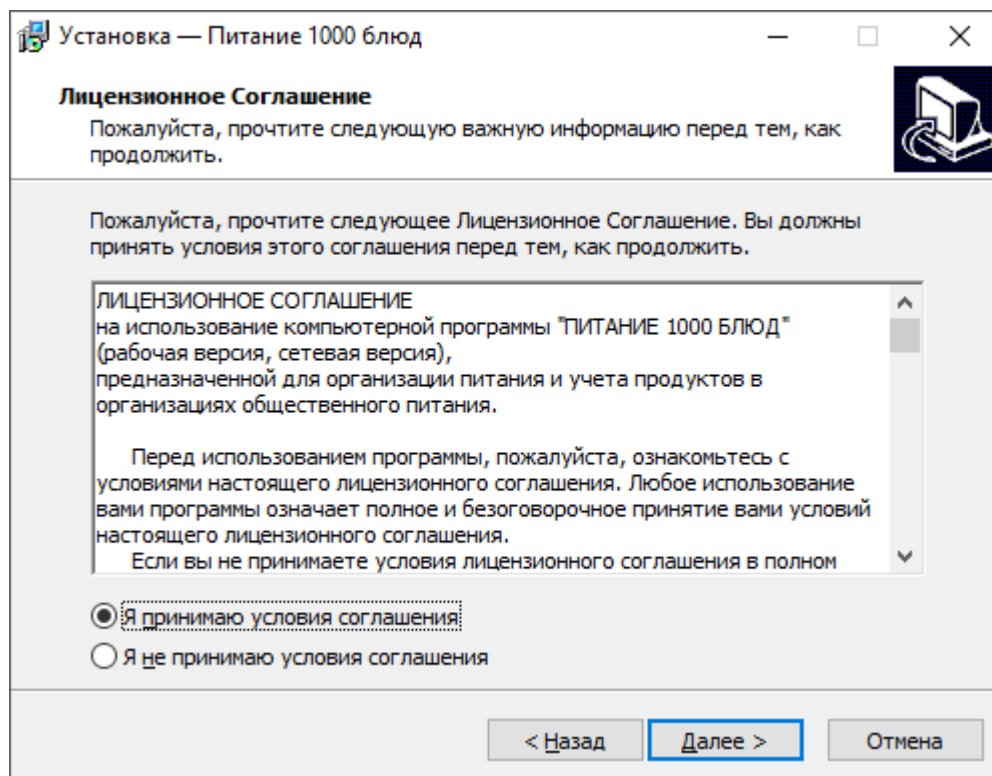 Установка — Питание 1000 блюд
Лицензионное Соглашение
Пожалуйста, прочтите следующую важную информацию перед тем, как
продолжить.
Пожалуйста, прочтите следующее Лицензионное Соглашение. Вы должны
принять условия этого соглашения перед тем, как продолжить.
ЛИЦЕНЗИОННОЕ СОГЛАШЕНИЕ
на использование компьютерной программы "ПИТАНИЕ 1000 БЛЮД"
(рабочая версия, сетевая версия),
предназначенной для организации питания и учета продуктов в
организациях общественного питания.
Перед использованием программы, пожалуйста, ознакомьтесь с
условиями настоящего лицензионного соглашения. Любое использование
вами программы означает полное и безоговорочное принятие вами условий
настоящего лицензионного соглашения.
Если вы не принимаете условия лицензионного соглашения в полном
Я принимаю условия соглашения
Я не принимаю условия соглашения
< Назад
Далее >
Отмена